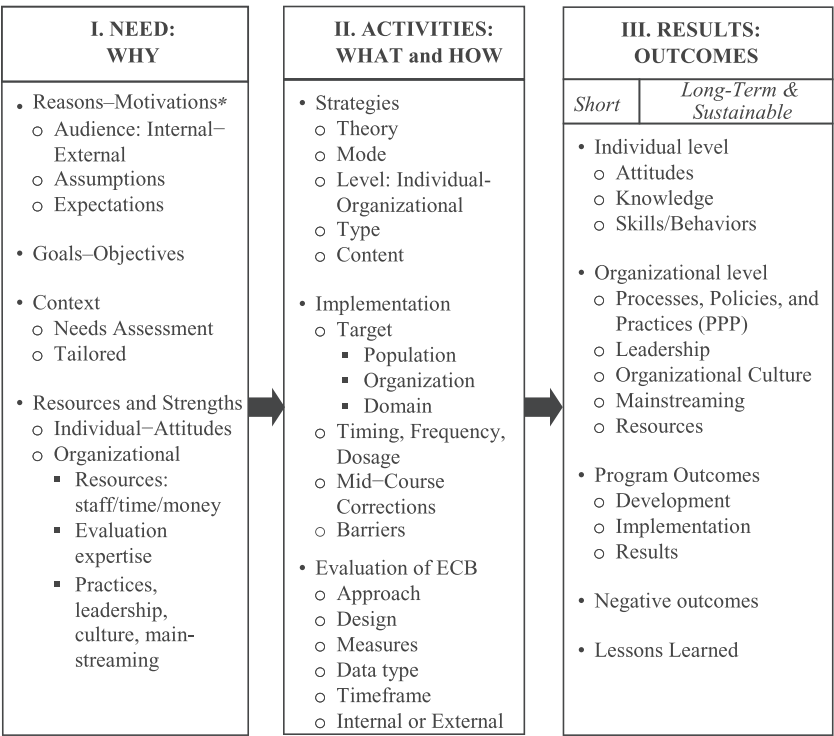 I. NEED:
WHY
• Reasons–Motivations*
o Audience: Internal−
External
o Assumptions
o Expectations
• Goals–Objectives
• Context
o Needs Assessment
o Tailored
• Resources and Strengths
o Individual−Attitudes
o Organizational
▪ Resources:
staff/time/money
▪ Evaluation
expertise
▪ Practices,
leadership,
culture, main-
streaming
II. ACTIVITIES:
WHAT and HOW
• Strategies
o Theory
o Mode
o Level: Individual-
Organizational
o Type
o Content
• Implementation
o Target
▪ Population
▪ Organization
▪ Domain
o Timing, Frequency,
Dosage
o Mid−Course
Corrections
o Barriers
• Evaluation of ECB
o Approach
o Design
o Measures
o Data type
o Timeframe
o Internal or External
III. RESULTS:
OUTCOMES
Short
Long-Term &
Sustainable
• Individual level
o Attitudes
o Knowledge
o Skills/Behaviors
• Organizational level
o Processes, Policies, and
Practices (PPP)
o Leadership
o Organizational Culture
o Mainstreaming
o Resources
• Program Outcomes
o Development
o Implementation
o Results
• Negative outcomes
• Lessons Learned